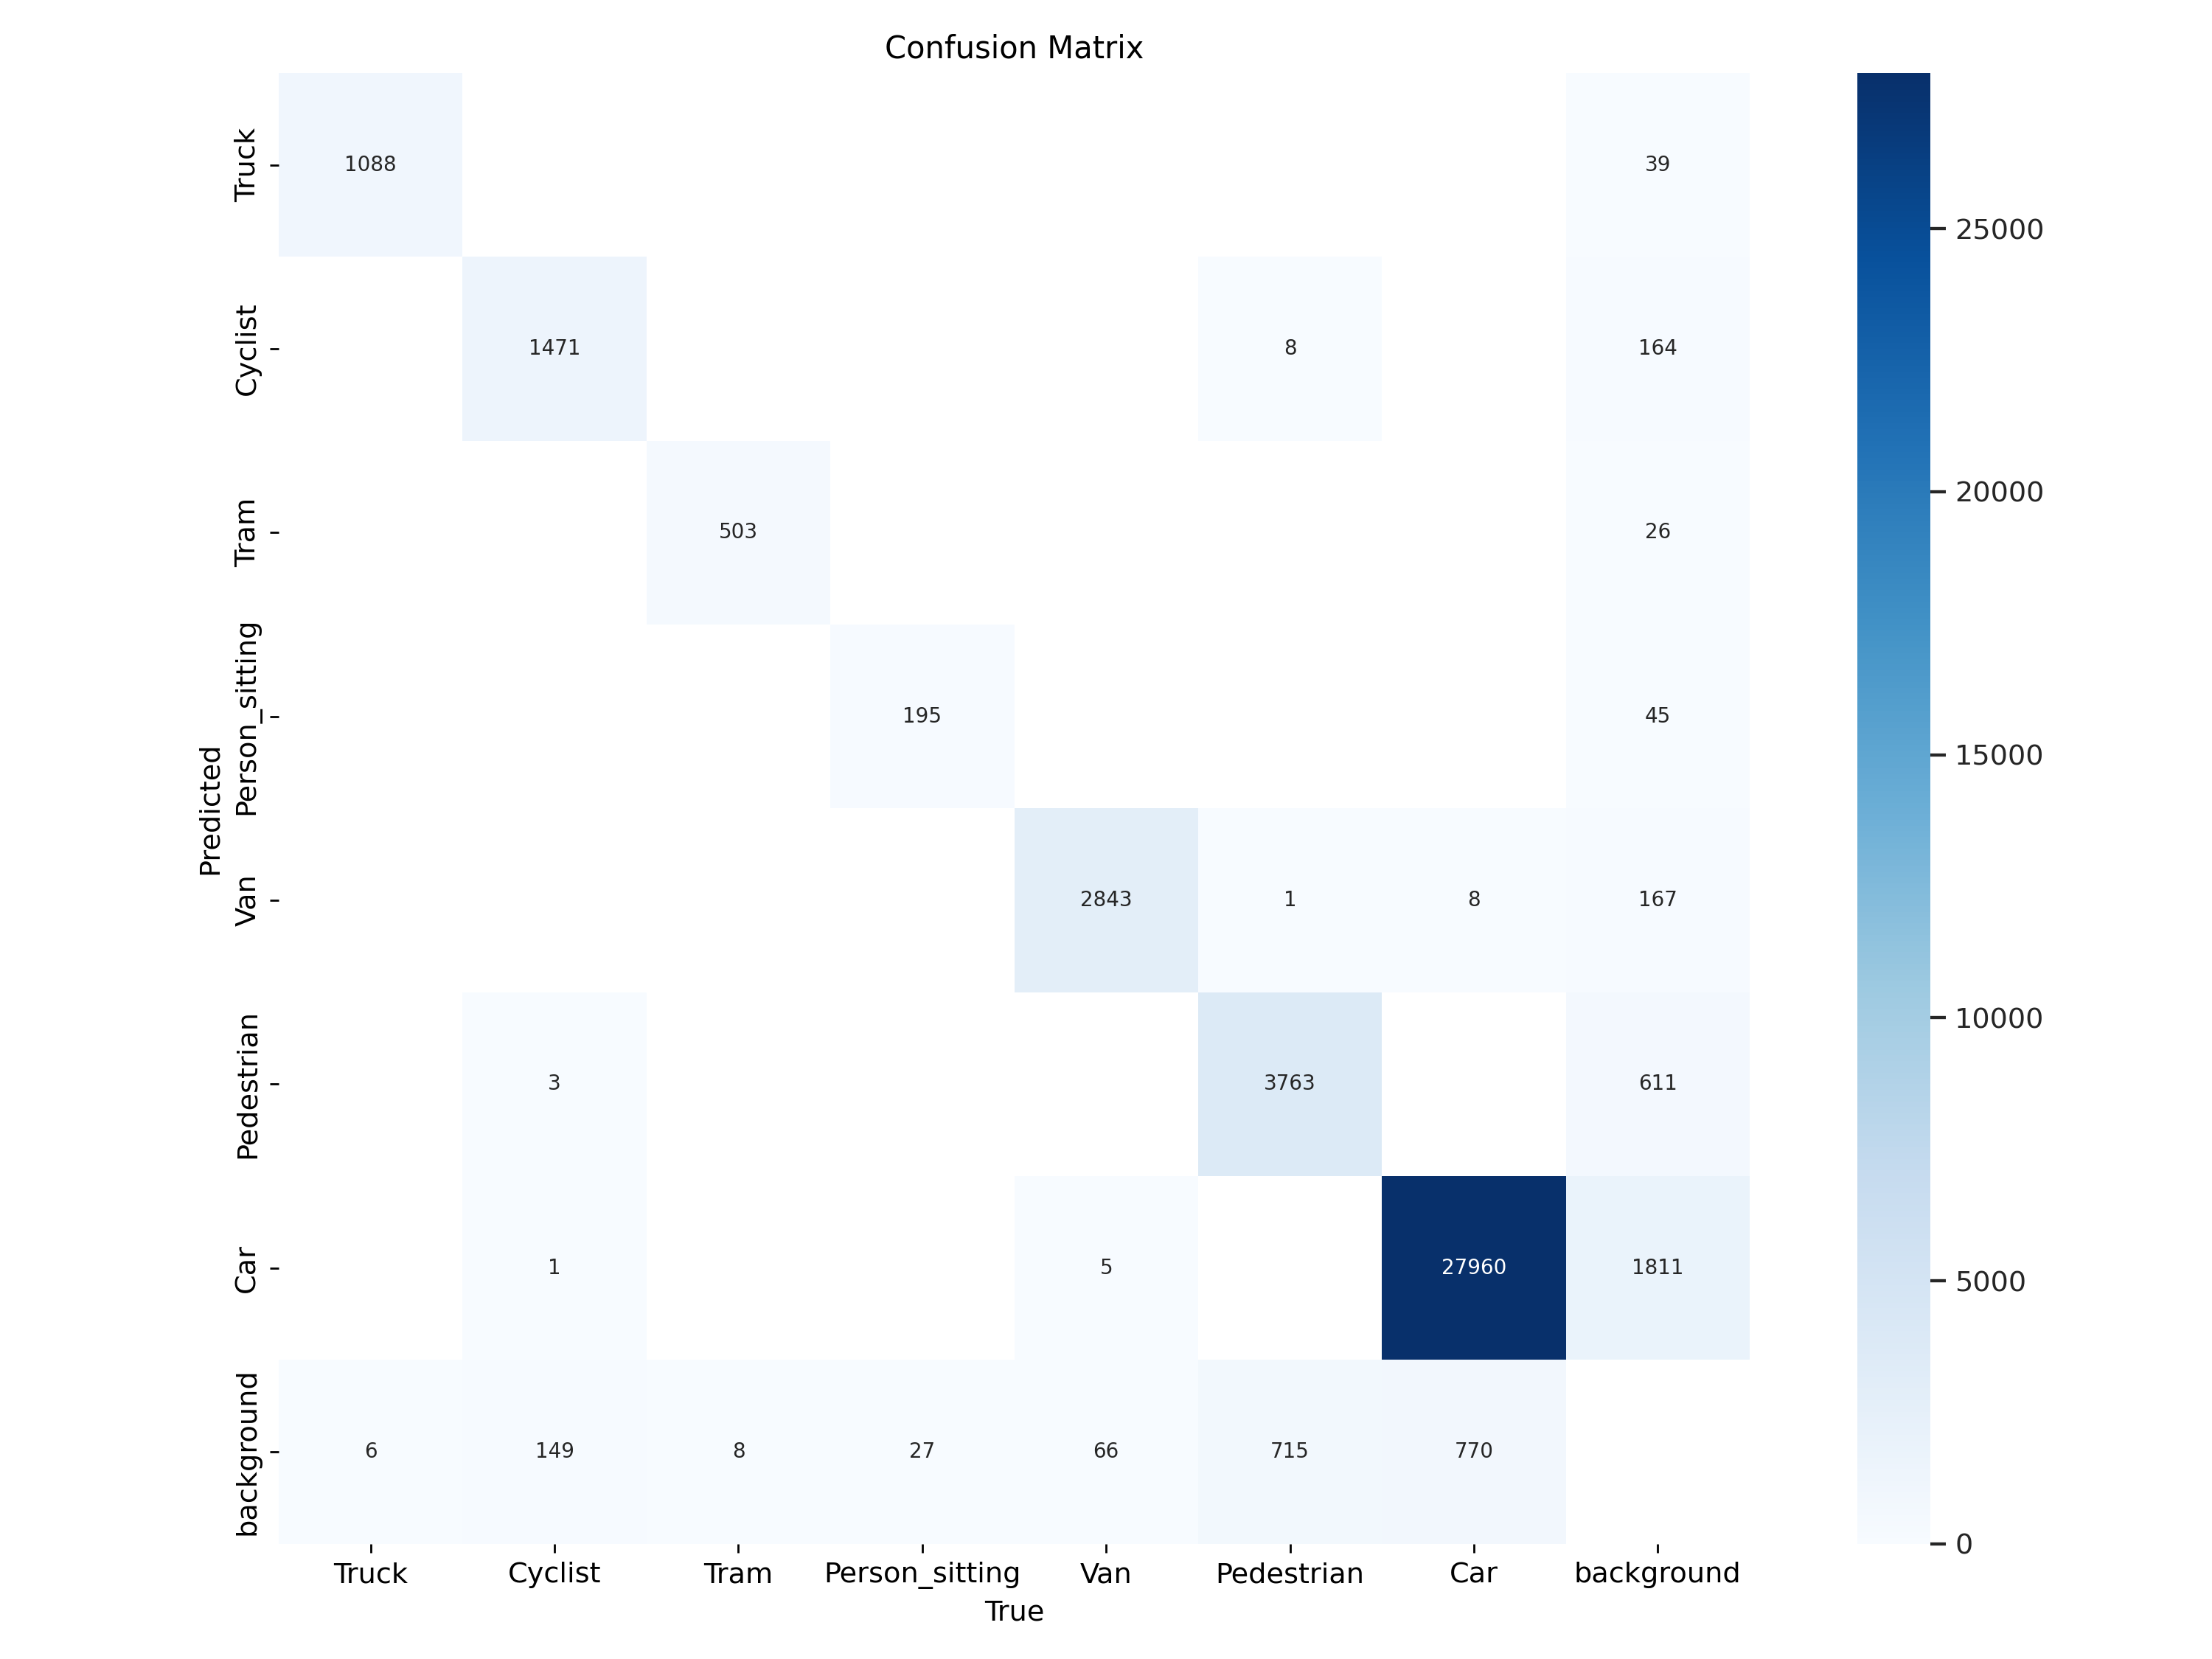 Confusion Matrix
Truck
1088
39
Cyclist
1471
8
164
Tram
503
26
Person_sitting
195
45
Van
2843
1
8
167
Pedestrian
3
3763
611
Car
1
5
27960
1811
background
6
149
8
27
66
715
770
Predicted
Truck
Cyclist
Tram
Person_sitting
Van
Pedestrian
Car
background
True
25000
20000
15000
10000
5000
0